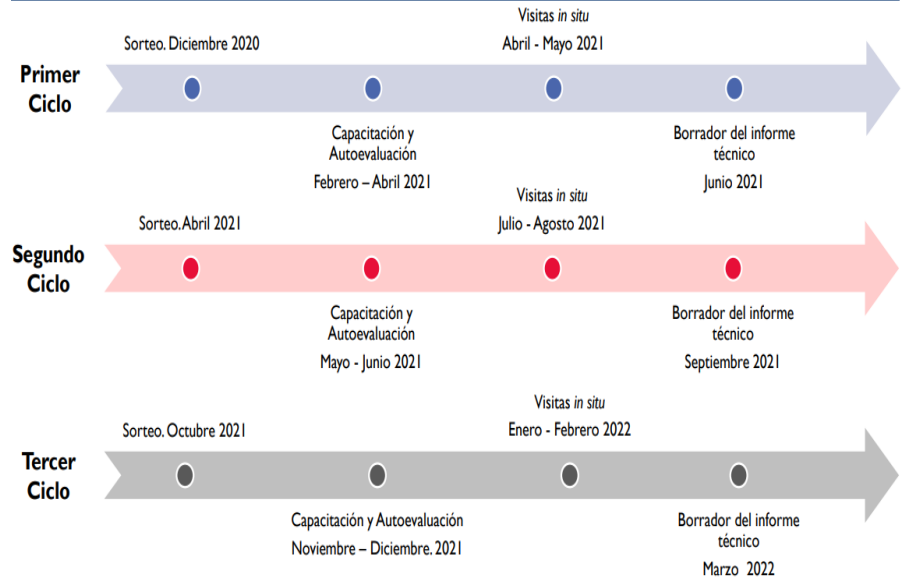 Visitas in situ
Sorteo. Diciembre 2020
Abril - Mayo 2021
Primer
Ciclo
Capacitación y
Autoevaluación
Febrero – Abril 2021
Borrador del informe
técnico
Junio 2021
Visitas in situ
Sorteo. Abril 2021
Julio - Agosto 2021
Segundo
Ciclo
Capacitación y
Autoevaluación
Mayo - Junio 2021
Borrador del informe
técnico
Septiembre 2021
Visitas in situ
Sorteo. Octubre 2021
Enero - Febrero 2022
Tercer
Ciclo
Capacitación y Autoevaluación
Noviembre – Diciembre. 2021
Borrador del informe
técnico
Marzo 2022